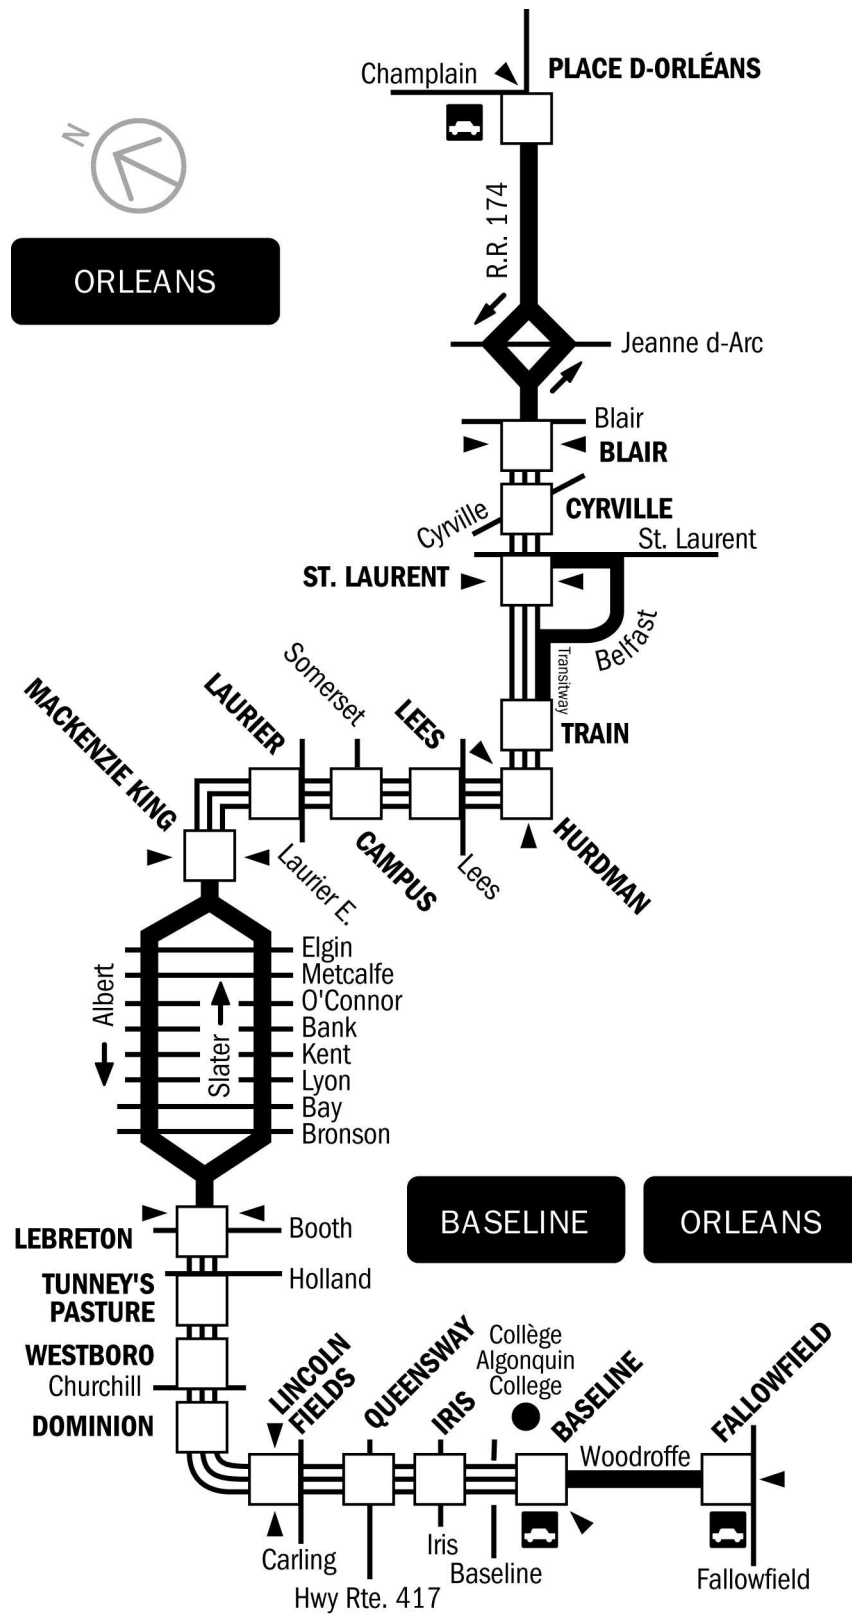 PLACE D-ORLÉANS
Champlain
N
R.R. 174
ORLEANS
Jeanne d-Arc
Blair
BLAIR
CYRVILLE
Cyrville
St. Laurent
ST. LAURENT
Belfast
Transitway
TRAIN
Somerset
LAURIER
LEES
MACKENZIE KING
HURDMAN
CAMPUS
Laurier E.
Lees
Elgin
Metcalfe
O'Connor
Bank
Kent
Lyon
Bay
Bronson
Albert
Slater
BASELINE
ORLEANS
LEBRETON
Booth
Holland
TUNNEY'S
PASTURE
WESTBORO
Churchill
DOMINION
LINCOLN
FIELDS
QUEENSWAY
IRIS
Collège
Algonquin
College
BASELINE
FALLOWFIELD
Woodroffe
Carling
Hwy Rte. 417
Iris
Baseline
Fallowfield